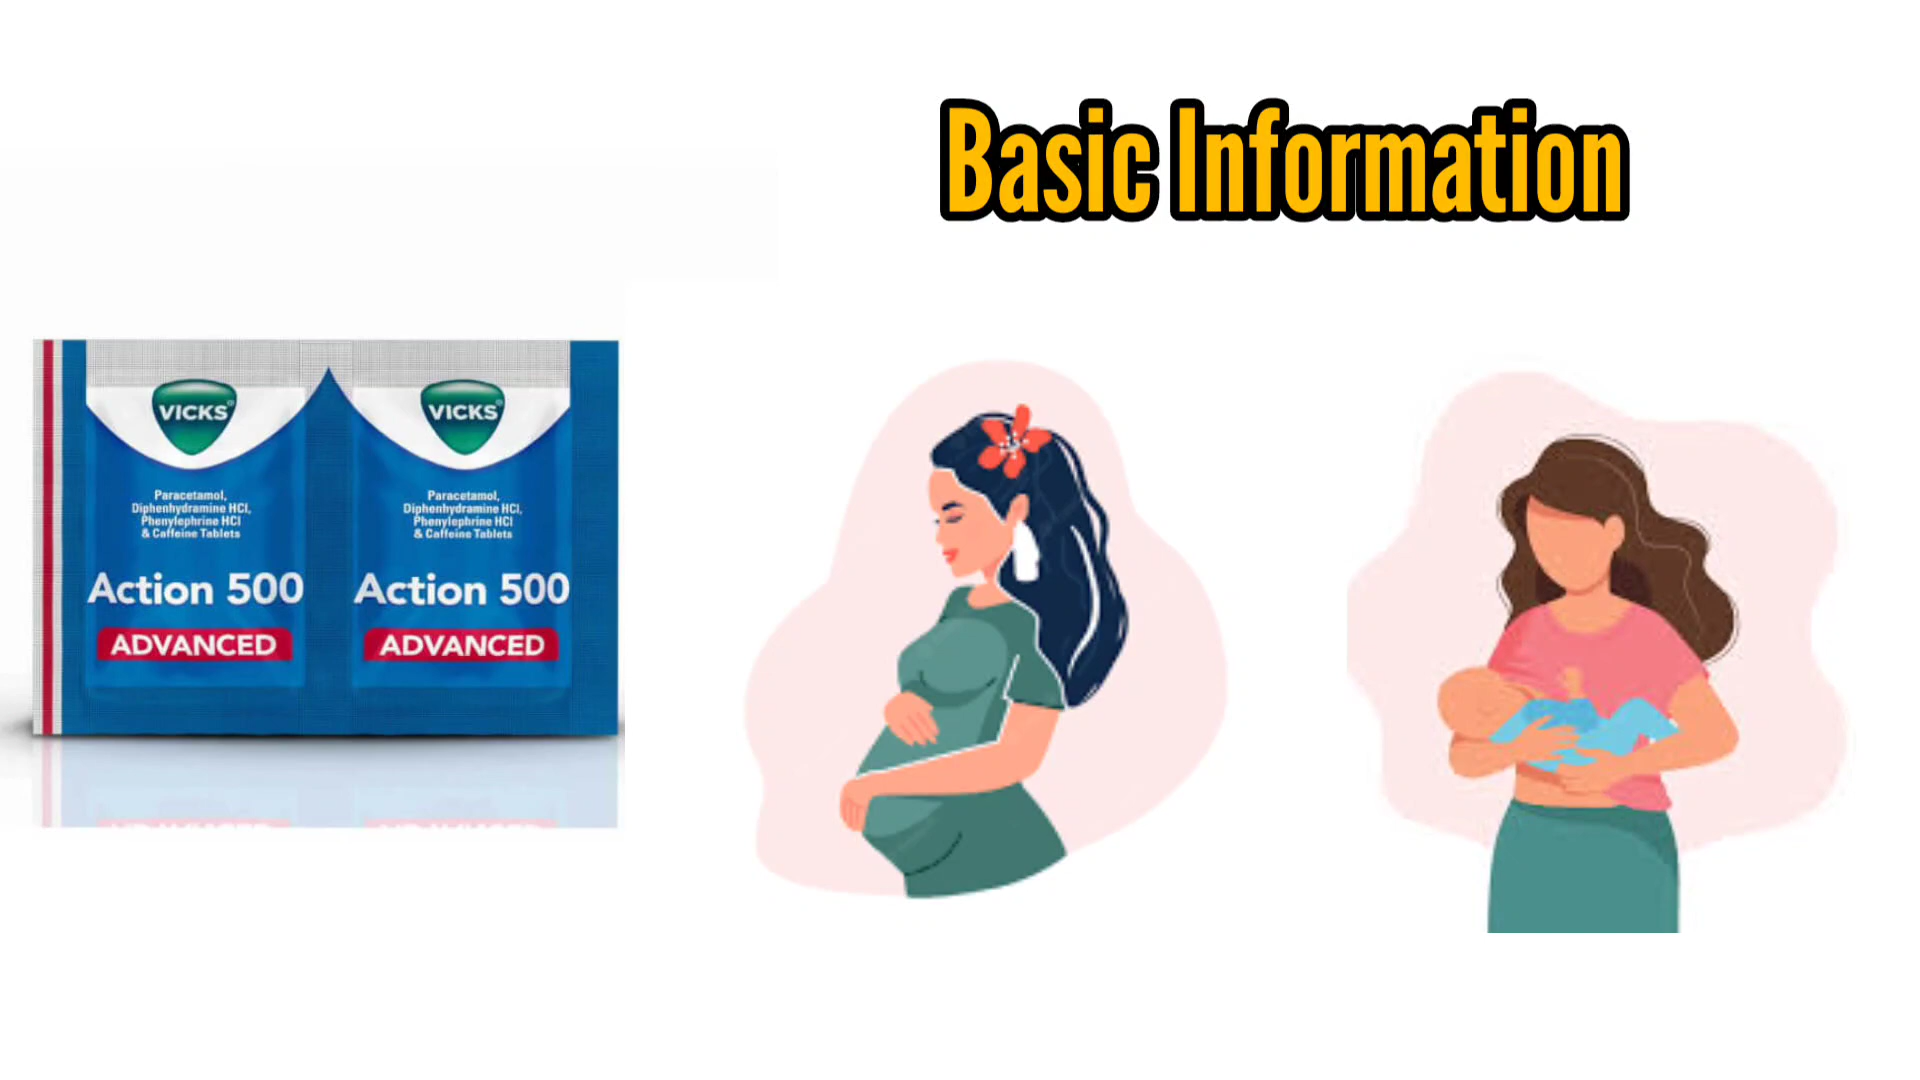 Basic Information
VICKS
Paracetamol,
Diphenhydramine HCl,
Phenylephrine HCl
& Caffeine Tablets
Action 500
ADVANCED
VICKS
Paracetamol,
Diphenhydramine HCl,
Phenylephrine HCl
& Caffeine Tablets
Action 500
ADVANCED